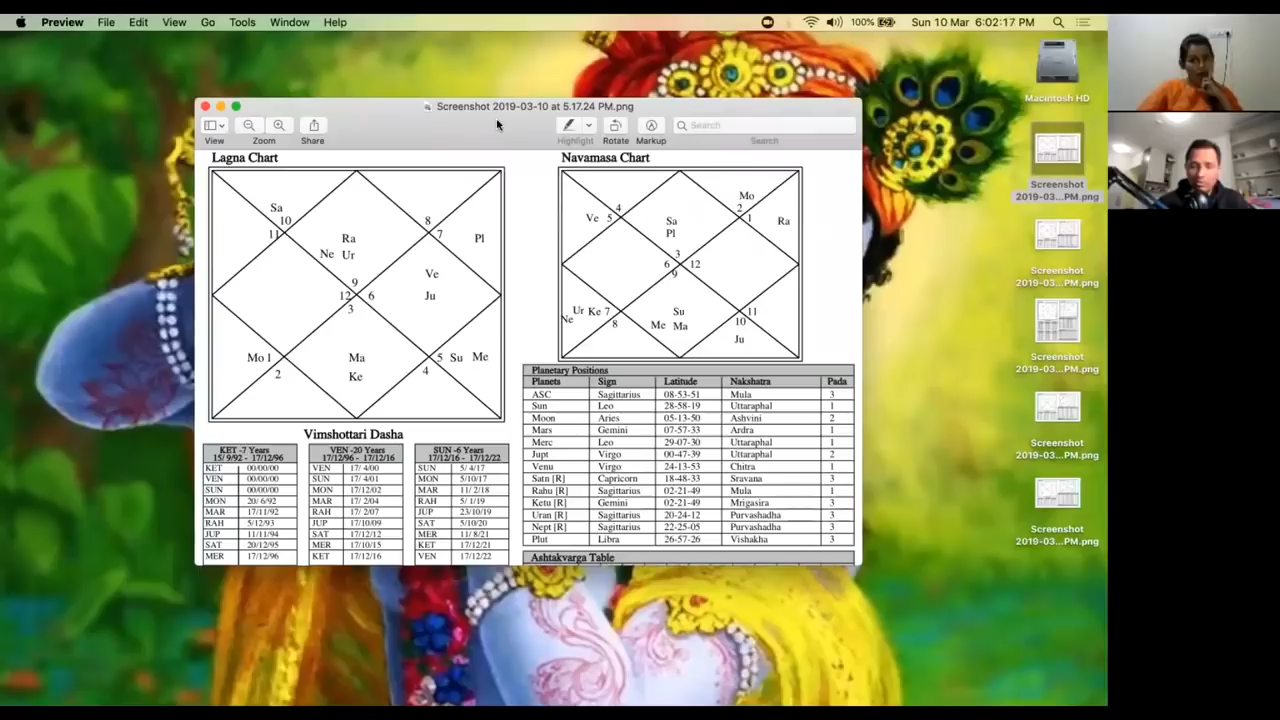 Preview File Edit View Go Tools Window Help 100% Sun 10 Mar 6:02:17 PM
Screenshot 2019-03-10 at 5.17.24 PM.png
View Zoom Share Highlight Rotate Markup Search
Search
Macintosh HD
Screenshot
2019-03...PM.png
Screenshot
2019-03...PM.png
Screenshot
2019-03...PM.png
Screenshot
2019-03...PM.png
Screenshot
2019-03...PM.png
Lagna Chart
Sa
10
11
8
7
Pl
Ra
Ne Ur
Ve
Ju
9
12 6
3
Mo 1
2
Ma
Ke
5 Su Me
4
Navamasa Chart
Mo
4
Ve 5
2
1
Ra
Sa
Pl
3
6 12
9
Ur Ke 7
Ne
8
Su
Me Ma
11
10
Ju
Vimshottari Dasha
KET -7 Years
15/ 9/92 - 17/12/96
KET 00/00/00
VEN 00/00/00
SUN 00/00/00
MON 20/ 6/92
MAR 17/11/92
RAH 5/12/93
JUP 11/11/94
SAT 20/12/95
MER 17/12/96
VEN -20 Years
17/12/96 - 17/12/16
VEN 17/ 4/00
SUN 17/ 4/01
MON 17/12/02
MAR 17/ 2/04
RAH 17/ 2/07
JUP 17/10/09
SAT 17/12/12
MER 17/10/15
KET 17/12/16
SUN -6 Years
17/12/16 - 17/12/22
SUN 5/ 4/17
MON 5/10/17
MAR 11/ 2/18
RAH 5/ 1/19
JUP 23/10/19
SAT 5/10/20
MER 11/ 8/21
KET 17/12/21
VEN 17/12/22
Planetary Positions
Planets Sign Latitude Nakshatra Pada
ASC Sagittarius 08-53-51 Mula 3
Sun Leo 28-58-19 Uttaraphal 1
Moon Aries 05-13-50 Ashvini 2
Mars Gemini 07-57-33 Ardra 1
Merc Leo 29-07-30 Uttaraphal 1
Jupt Virgo 00-47-39 Uttaraphal 2
Venu Virgo 24-13-53 Chitra 1
Satn [R] Capricorn 18-48-33 Sravana 3
Rahu [R] Sagittarius 02-21-49 Mula 1
Ketu [R] Gemini 02-21-49 Mrigasira 3
Uran [R] Sagittarius 20-24-12 Purvashadha 3
Nept [R] Sagittarius 22-25-05 Purvashadha 3
Plut Libra 26-57-26 Vishakha 3
Ashtakvarga Table